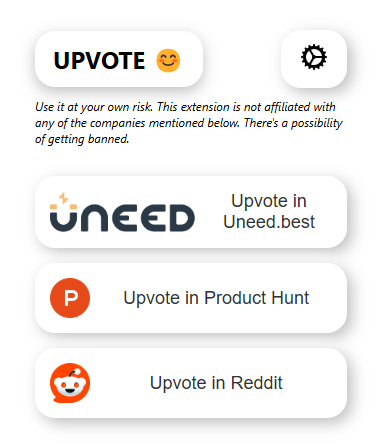 UPVOTE 😊
Use it at your own risk. This extension is not affiliated with
any of the companies mentioned below. There's a possibility
of getting banned.
UNEED
Upvote in
Uneed.best
P
Upvote in Product Hunt
Upvote in Reddit